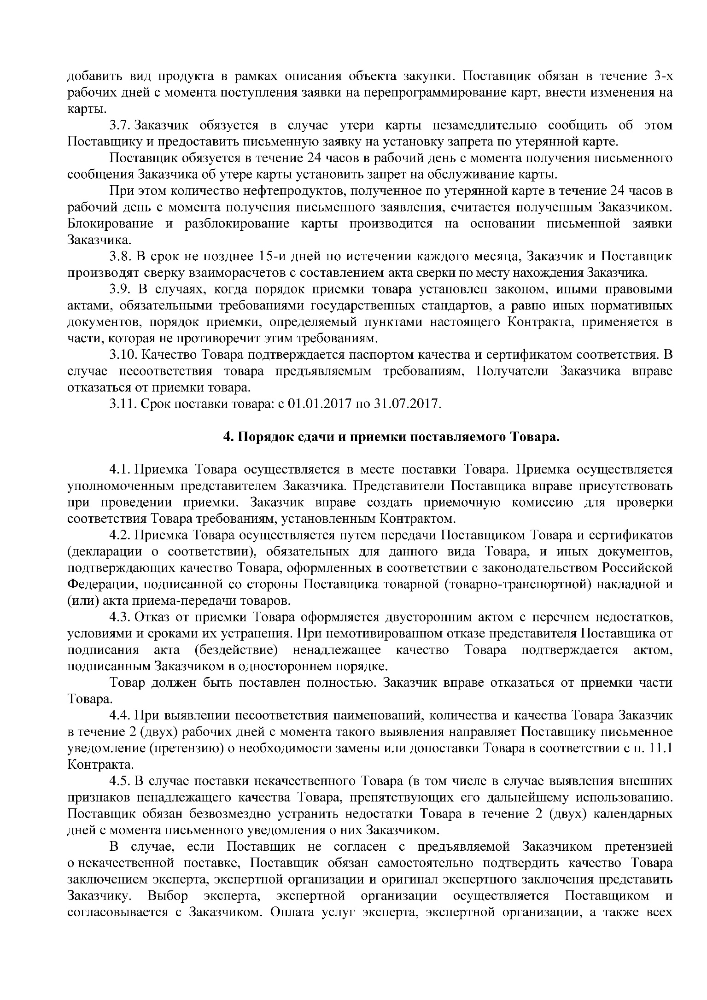 добавить вид продукта в рамках описания объекта закупки. Поставщик обязан в течение 3-х
рабочих дней с момента поступления заявки на перепрограммирование карт, внести изменения на
карты.
3.7. Заказчик обязуется в случае утери карты незамедлительно сообщить об этом
Поставщику и предоставить письменную заявку на установку запрета по утерянной карте.
Поставщик обязуется в течение 24 часов в рабочий день с момента получения письменного
сообщения Заказчика об утере карты установить запрет на обслуживание карты.
При этом количество нефтепродуктов, полученное по утерянной карте в течение 24 часов в
рабочий день с момента получения письменного заявления, считается полученным Заказчиком.
Блокирование и разблокирование карты производится на основании письменной заявки
Заказчика.
3.8. В срок не позднее 15-и дней по истечении каждого месяца, Заказчик и Поставщик
производят сверку взаиморасчетов с составлением акта сверки по месту нахождения Заказчика.
3.9. В случаях, когда порядок приемки товара установлен законом, иными правовыми
актами, обязательными требованиями государственных стандартов, а равно иных нормативных
документов, порядок приемки, определяемый пунктами настоящего Контракта, применяется в
части, которая не противоречит этим требованиям.
3.10. Качество Товара подтверждается паспортом качества и сертификатом соответствия. В
случае несоответствия товара предъявляемым требованиям, Получатели Заказчика вправе
отказаться от приемки товара.
3.11. Срок поставки товара: с 01.01.2017 по 31.07.2017.
4. Порядок сдачи и приемки поставляемого Товара.
4.1. Приемка Товара осуществляется в месте поставки Товара. Приемка осуществляется
уполномоченным представителем Заказчика. Представители Поставщика вправе присутствовать
при проведении приемки. Заказчик вправе создать приемочную комиссию для проверки
соответствия Товара требованиям, установленным Контрактом.
4.2. Приемка Товара осуществляется путем передачи Поставщиком Товара и сертификатов
(декларации о соответствии), обязательных для данного вида Товара, и иных документов,
подтверждающих качество Товара, оформленных в соответствии с законодательством Российской
Федерации, подписанной со стороны Поставщика товарной (товарно-транспортной) накладной и
(или) акта приема-передачи товаров.
4.3. Отказ от приемки Товара оформляется двусторонним актом с перечнем недостатков,
условиями и сроками их устранения. При немотивированном отказе представителя Поставщика от
подписания акта (бездействие) ненадлежащее качество Товара подтверждается актом,
подписанным Заказчиком в одностороннем порядке.
Товар должен быть поставлен полностью. Заказчик вправе отказаться от приемки части
Товара.
4.4. При выявлении несоответствия наименований, количества и качества Товара Заказчик
в течение 2 (двух) рабочих дней с момента такого выявления направляет Поставщику письменное
уведомление (претензию) о необходимости замены или допоставки Товара в соответствии с п. 11.1
Контракта.
4.5. В случае поставки некачественного Товара (в том числе в случае выявления внешних
признаков ненадлежащего качества Товара, препятствующих его дальнейшему использованию.
Поставщик обязан безвозмездно устранить недостатки Товара в течение 2 (двух) календарных
дней с момента письменного уведомления о них Заказчиком.
В случае, если Поставщик не согласен с предъявляемой Заказчиком претензией
о некачественной поставке, Поставщик обязан самостоятельно подтвердить качество Товара
заключением эксперта, экспертной организации и оригинал экспертного заключения представить
Заказчику. Выбор эксперта, экспертной организации осуществляется Поставщиком и
согласовывается с Заказчиком. Оплата услуг эксперта, экспертной организации, а также всех